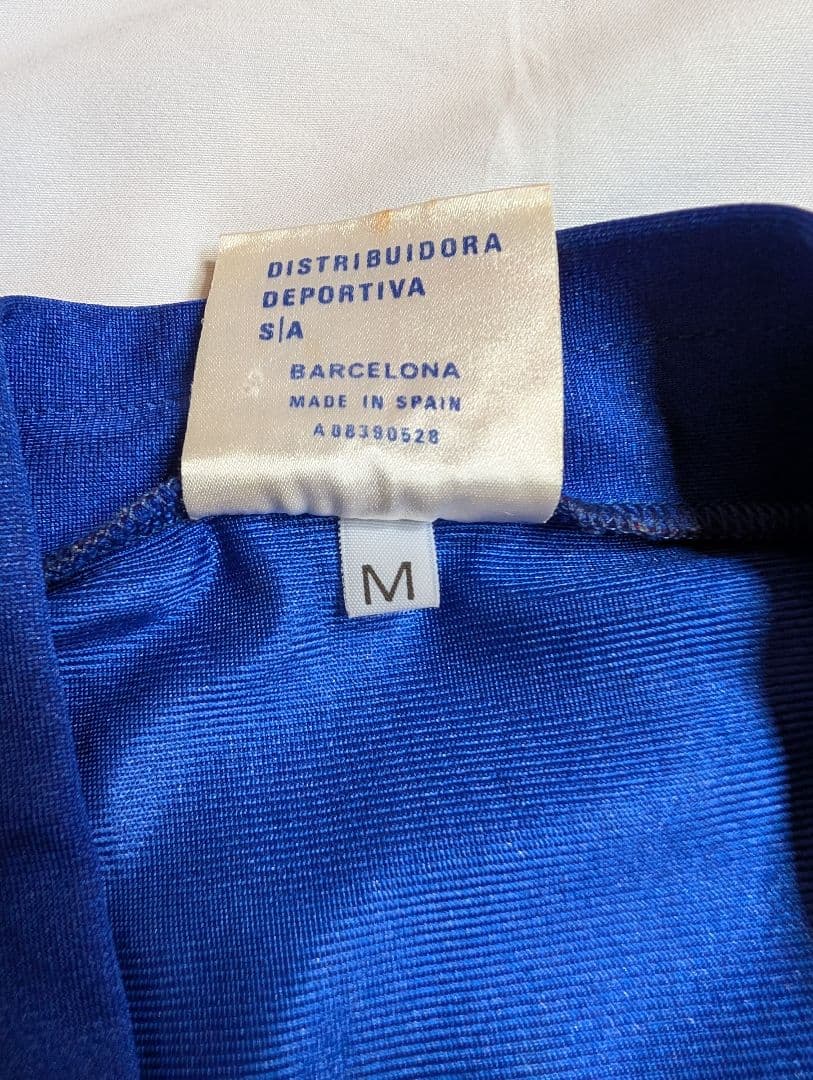 DISTRIBUIDORA
DEPORTIVA
S|A
BARCELONA
MADE IN SPAIN
A 08390528
M